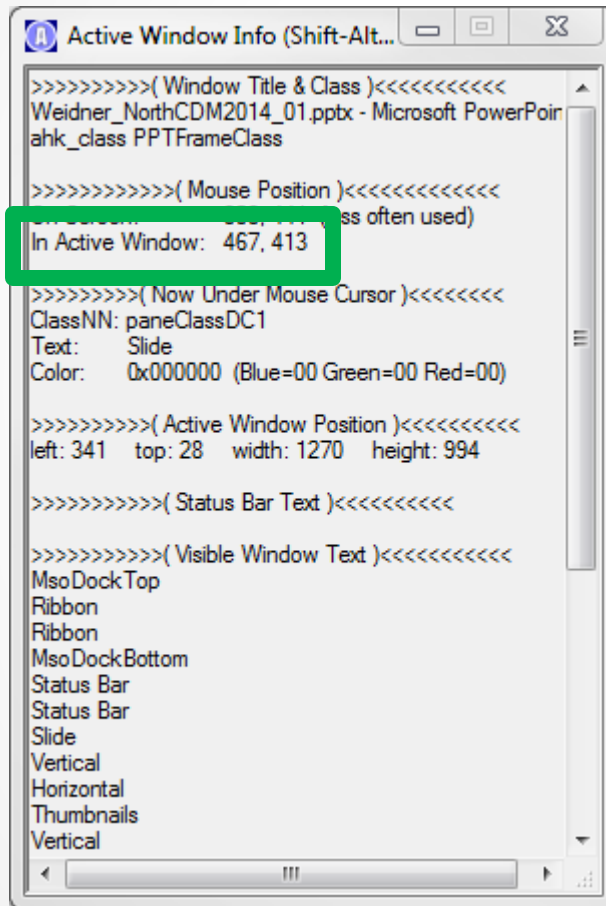 Active Window Info (Shift-Alt...
>>>>>>>>>>( Window Title & Class )<<<<<<<<<<<
Weidner_NorthCDM2014_01.pptx - Microsoft PowerPoin
ahk_class PPTFrameClass
>>>>>>>>>>>>( Mouse Position )<<<<<<<<<<<<<
often used)
In Active Window: 467, 413
>>>>>>>>>( Now Under Mouse Cursor )<<<<<<<<
ClassNN: paneClassDC1
Text: Slide
Color: 0x000000 (Blue=00 Green=00 Red=00)
>>>>>>>>>>( Active Window Position )<<<<<<<<<<
left: 341 top: 28 width: 1270 height: 994
>>>>>>>>>>>( Status Bar Text )<<<<<<<<<<
>>>>>>>>>>>( Visible Window Text )<<<<<<<<<<<
MsoDockTop
Ribbon
Ribbon
MsoDockBottom
Status Bar
Status Bar
Slide
Vertical
Horizontal
Thumbnails
Vertical